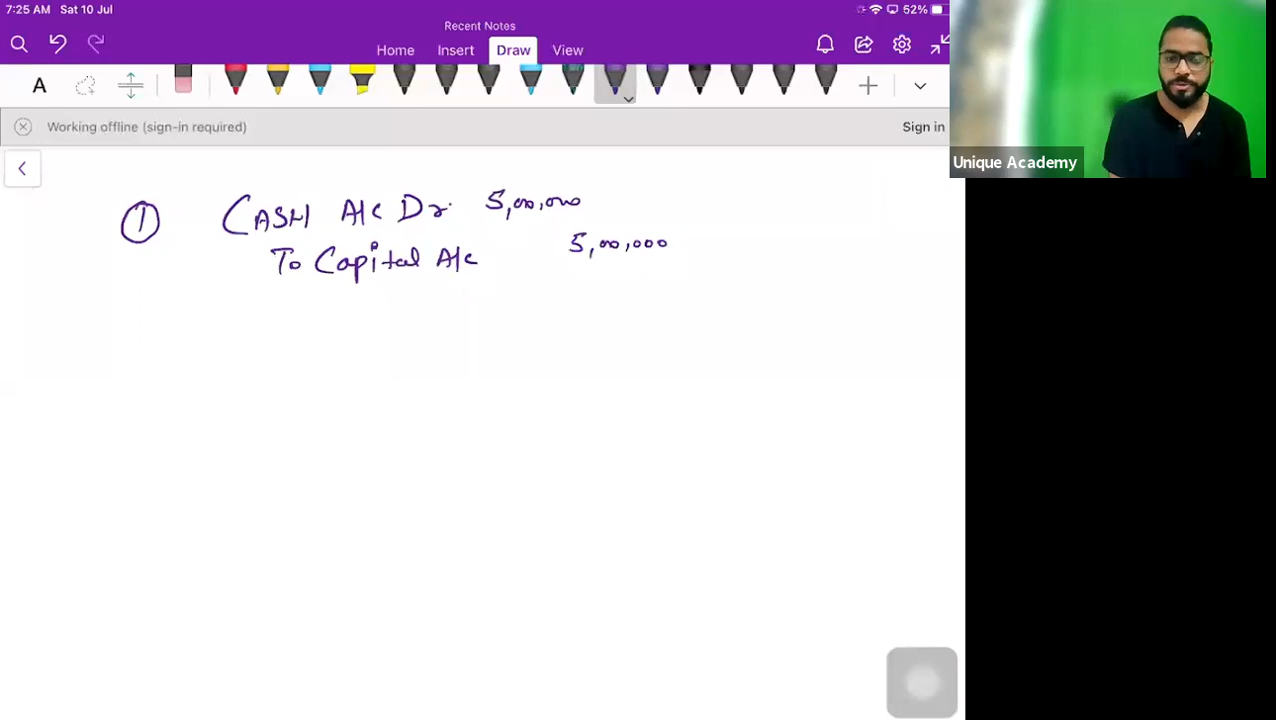 7:25 AM Sat 10 Jul
52%
Recent Notes
Home Insert Draw View
A
Working offline (sign-in required)
Sign in
Unique Academy
① CASH A/c Dr. 5,00,000
To Capital A/c 5,00,000